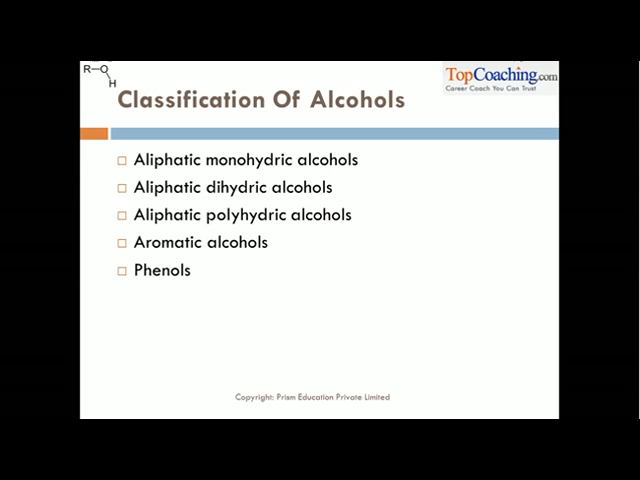 R-O
H
TopCoaching.com
Career Coach You Can Trust
Classification Of Alcohols
Aliphatic monohydric alcohols
Aliphatic dihydric alcohols
Aliphatic polyhydric alcohols
Aromatic alcohols
Phenols
Copyright: Prism Education Private Limited